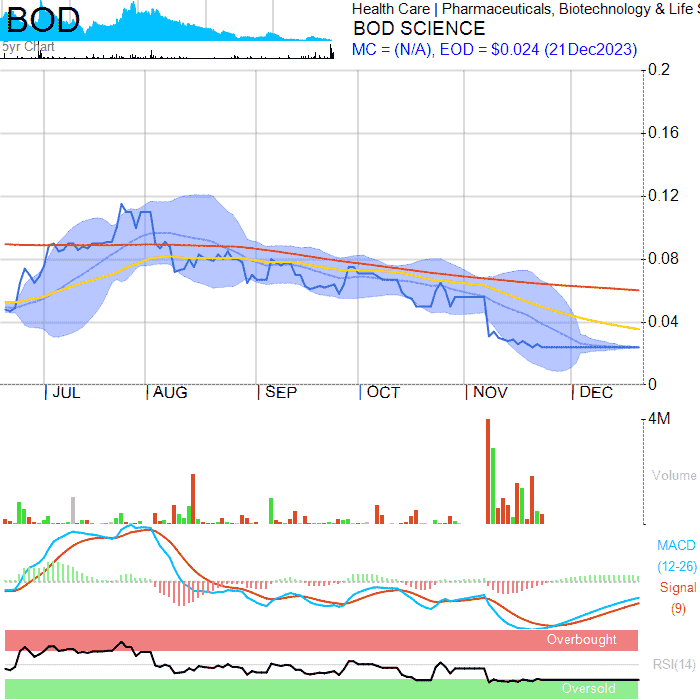 BOD
5yr Chart
Health Care | Pharmaceuticals, Biotechnology & Life S
BOD SCIENCE
MC = (N/A), EOD = $0.024 (21Dec2023)
0.2
0.16
0.12
0.08
0.04
0
JUL AUG SEP OCT NOV DEC
4M
Volume
MACD
(12-26)
Signal
(9)
Overbought
RSI(14)
Oversold